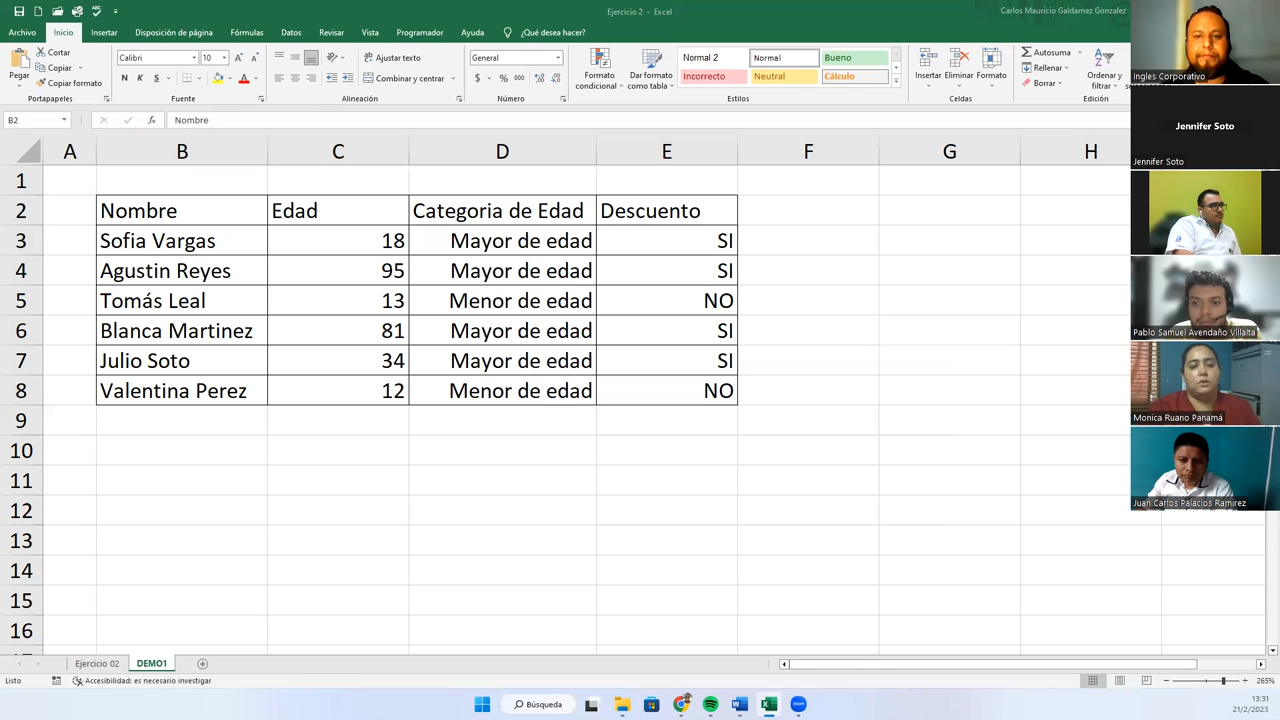 Ejercicio 2 - Excel
Carlos Mauricio Galdamez Gonzalez
Archivo Inicio Insertar Disposición de página Fórmulas Datos Revisar Vista Programador Ayuda ¿Qué desea hacer?
Pegar
Cortar
Copiar
Copiar formato
Portapapeles
Calibri 10
N K S
Fuente
Ajustar texto
Combinar y centrar
Alineación
General
$ % 000
Número
Formato condicional
Dar formato como tabla
Normal 2 Normal Bueno
Incorrecto Neutral Cálculo
Estilos
Insertar Eliminar Formato
Celdas
Autosuma
Rellenar
Borrar
Ordenar y filtrar
Edición
B2 fx Nombre
A B C D E F G H
1
2 Nombre Edad Categoria de Edad Descuento
3 Sofia Vargas 18 Mayor de edad SI
4 Agustin Reyes 95 Mayor de edad SI
5 Tomás Leal 13 Menor de edad NO
6 Blanca Martinez 81 Mayor de edad SI
7 Julio Soto 34 Mayor de edad SI
8 Valentina Perez 12 Menor de edad NO
9
10
11
12
13
14
15
16
Ejercicio 02 DEMO1
Listo Accesibilidad: es necesario investigar 265%
Búsqueda
13:31
21/2/2023
Ingles Corporativo
Jennifer Soto
Jennifer Soto
Pablo Samuel Avendaño Villalta
Monica Ruano Panamá
Juan Carlos Palacios Ramirez